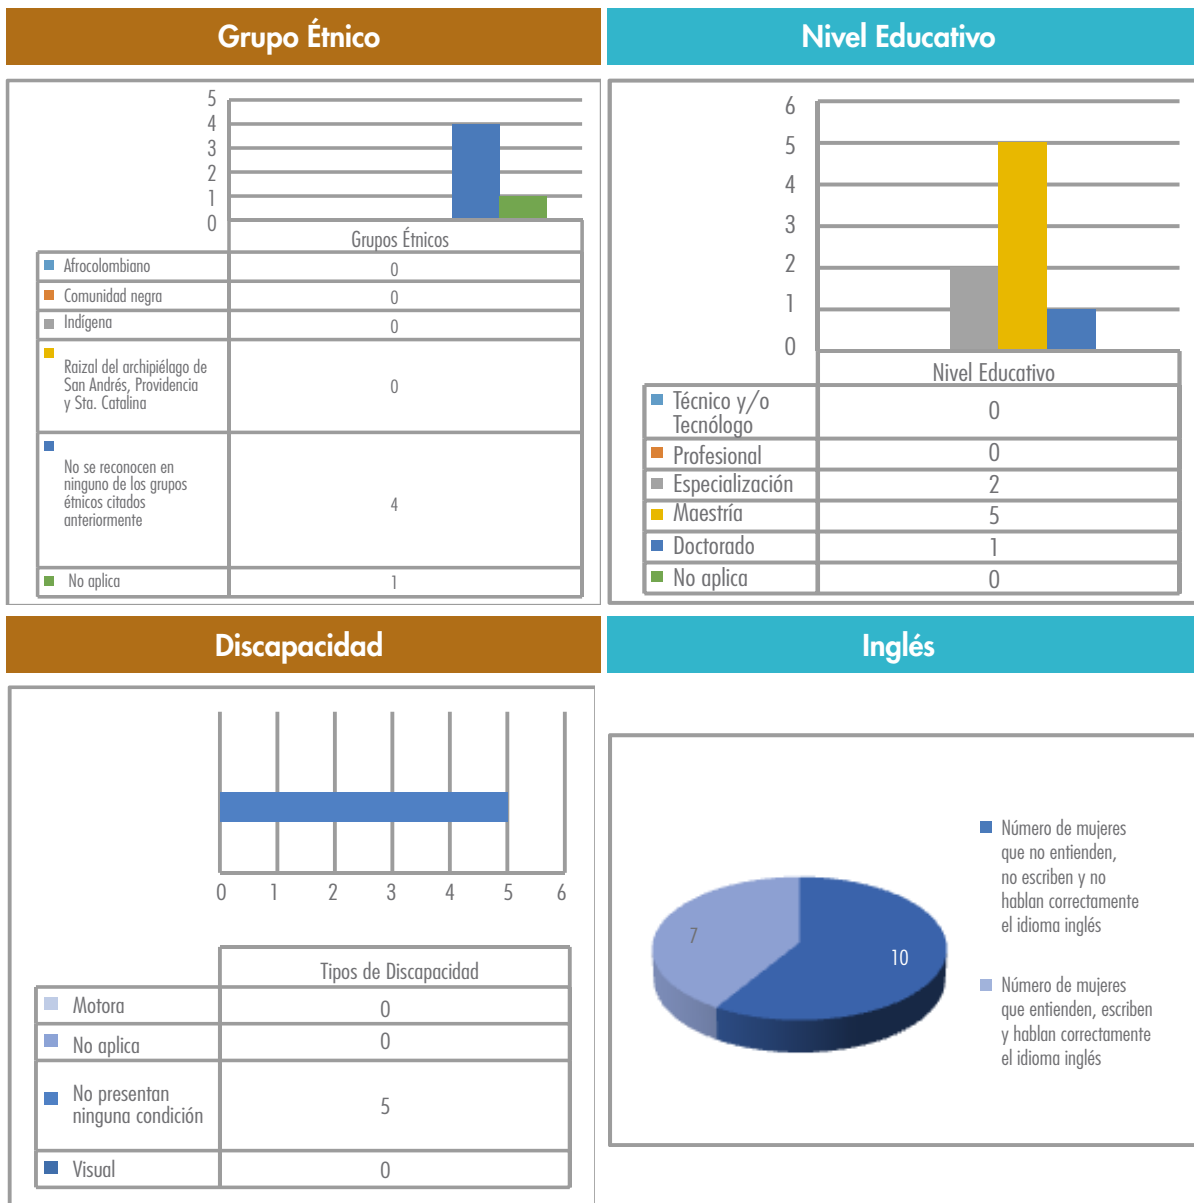 Grupo Étnico
5
4
3
2
1
0
Grupos Étnicos
Afrocolombiano 0
Comunidad negra 0
Indígena 0
Raizal del archipiélago de
San Andrés, Providencia
y Sta. Catalina
0
No se reconocen en
ninguno de los grupos
étnicos citados
anteriormente
4
No aplica 1
Nivel Educativo
6
5
4
3
2
1
0
Nivel Educativo
Técnico y/o
Tecnólogo
0
Profesional 0
Especialización 2
Maestría 5
Doctorado 1
No aplica 0
Discapacidad
0 1 2 3 4 5 6
Tipos de Discapacidad
Motora 0
No aplica 0
No presentan
ninguna condición
5
Visual 0
Inglés
7
10
Número de mujeres
que no entienden,
no escriben y no
hablan correctamente
el idioma inglés
Número de mujeres
que entienden, escriben
y hablan correctamente
el idioma inglés